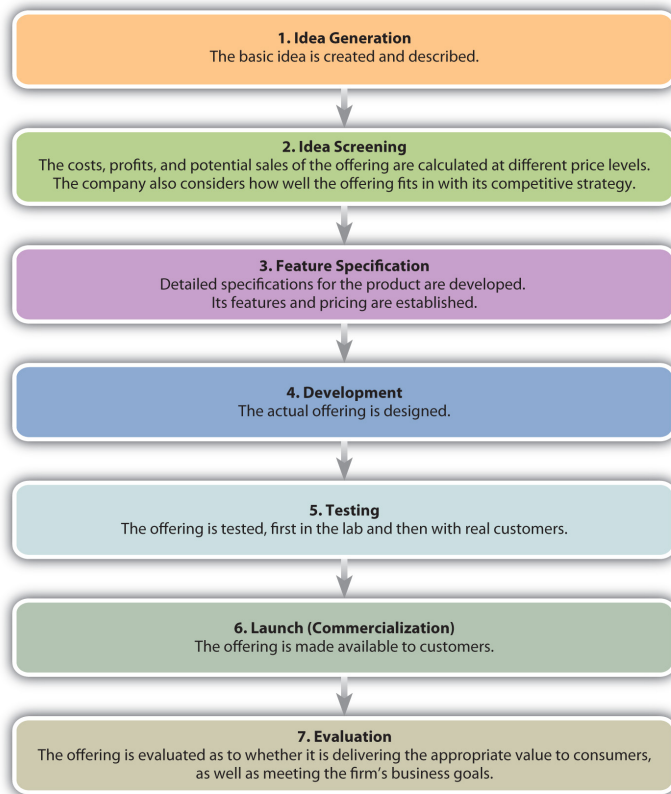 1. Idea Generation
The basic idea is created and described.
2. Idea Screening
The costs, profits, and potential sales of the offering are calculated at different price levels.
The company also considers how well the offering fits in with its competitive strategy.
3. Feature Specification
Detailed specifications for the product are developed.
Its features and pricing are established.
4. Development
The actual offering is designed.
5. Testing
The offering is tested, first in the lab and then with real customers.
6. Launch (Commercialization)
The offering is made available to customers.
7. Evaluation
The offering is evaluated as to whether it is delivering the appropriate value to consumers,
as well as meeting the firm’s business goals.